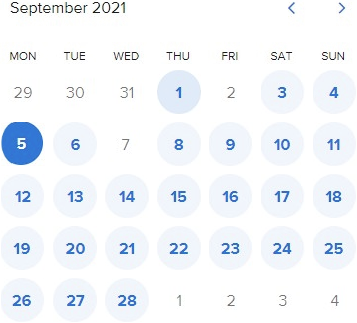 September 2021
MON TUE WED THU FRI SAT SUN
29 30 31 1 2 3 4
5 6 7 8 9 10 11
12 13 14 15 16 17 18
19 20 21 22 23 24 25
26 27 28 1 2 3 4